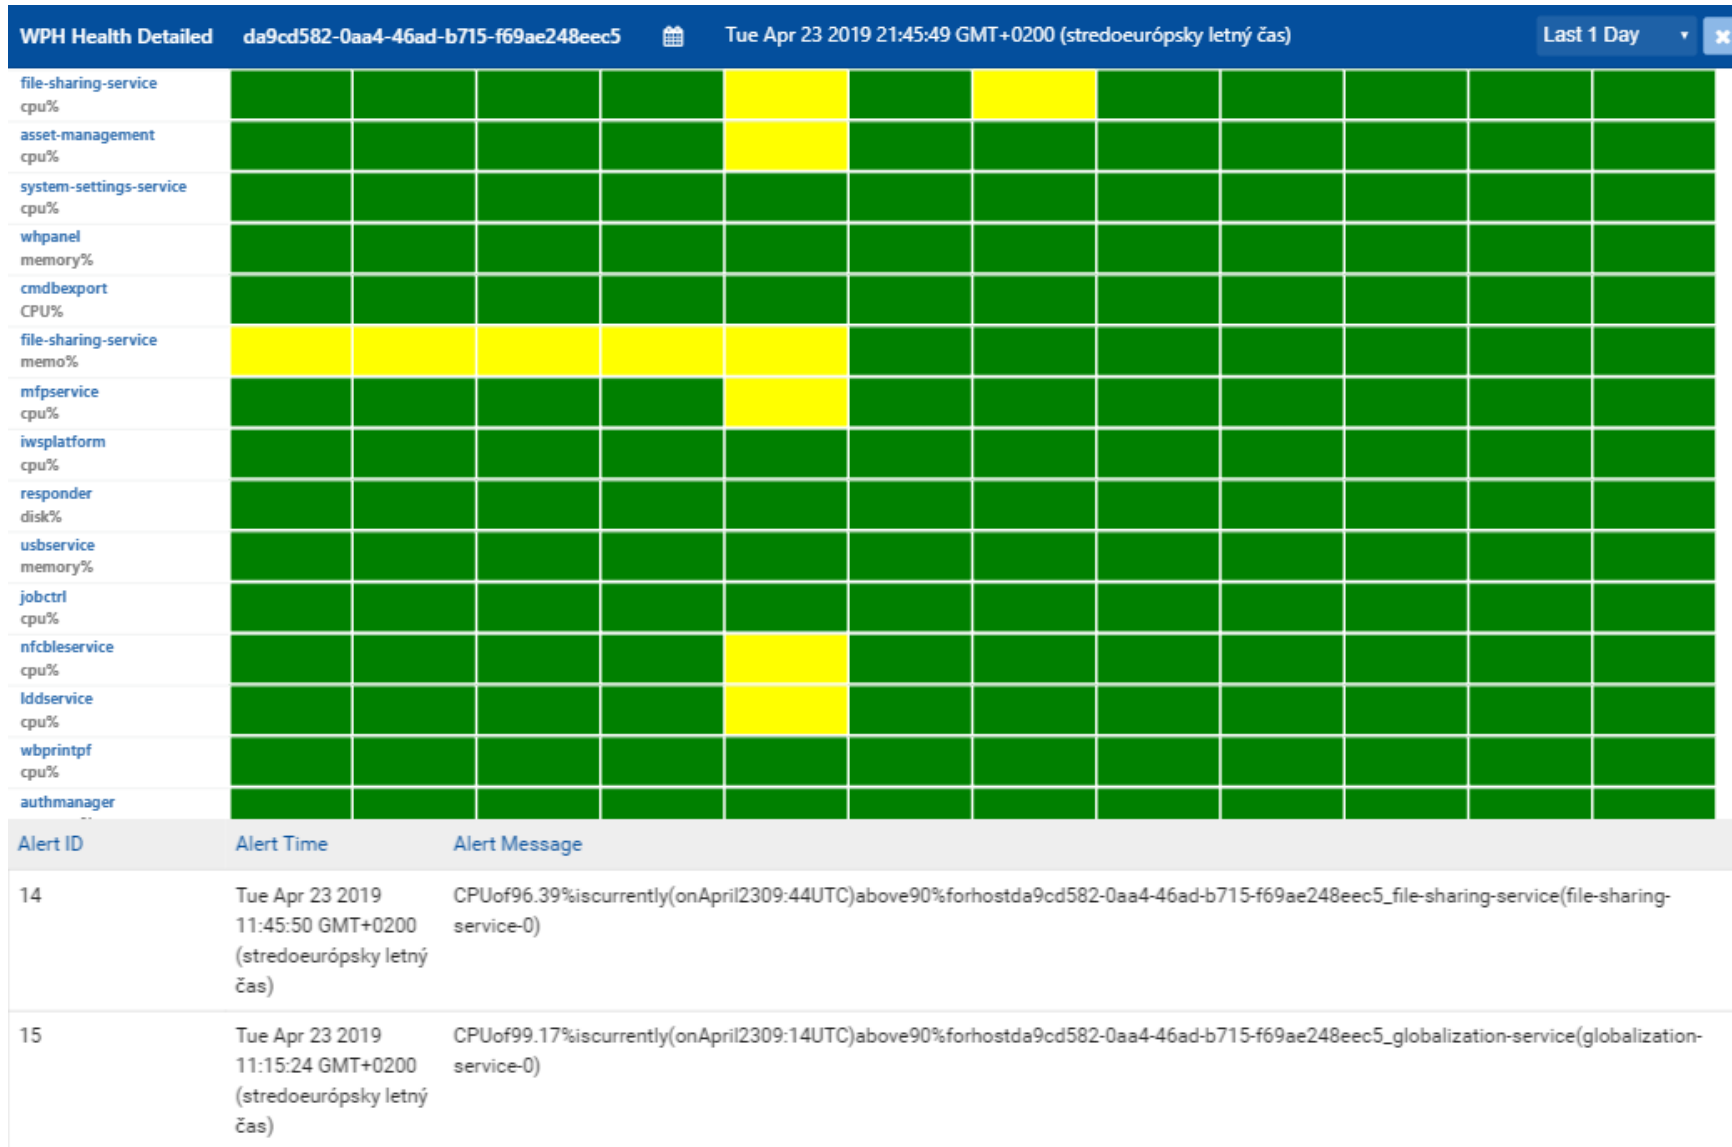 WPH Health Detailed da9cd582-0aa4-46ad-b715-f69ae248eec5 Tue Apr 23 2019 21:45:49 GMT+0200 (stredoeurópsky letný čas) Last 1 Day
file-sharing-service
cpu%
asset-management
cpu%
system-settings-service
cpu%
whpanel
memory%
cmdbexport
CPU%
file-sharing-service
memo%
mfpservice
cpu%
iwsplatform
cpu%
responder
disk%
usbservice
memory%
jobctrl
cpu%
nfcbleservice
cpu%
lddservice
cpu%
wbprintpf
cpu%
authmanager
Alert ID Alert Time Alert Message
14 Tue Apr 23 2019 CPUof96.39%iscurrently(onApril2309:44UTC)above90%forhostda9cd582-0aa4-46ad-b715-f69ae248eec5_file-sharing-service(file-sharing-
11:45:50 GMT+0200 service-0)
(stredoeurópsky letný
čas)
15 Tue Apr 23 2019 CPUof99.17%iscurrently(onApril2309:14UTC)above90%forhostda9cd582-0aa4-46ad-b715-f69ae248eec5_globalization-service(globalization-
11:15:24 GMT+0200 service-0)
(stredoeurópsky letný
čas)